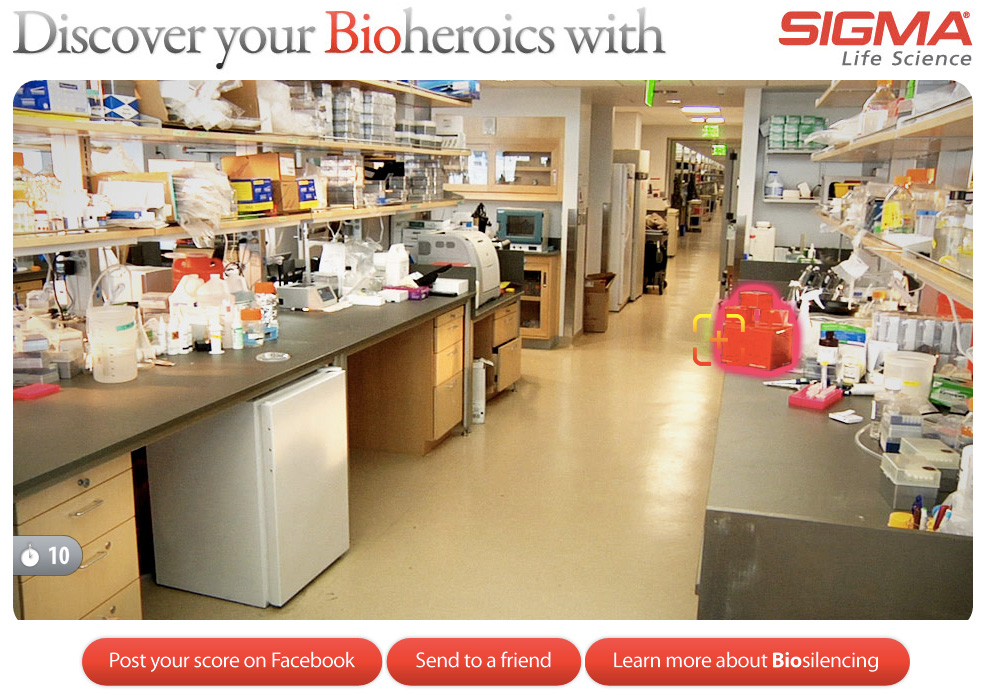 Discover your Bioheroics with
SIGMA®
Life Science
10
Post your score on Facebook
Send to a friend
Learn more about Biosilencing